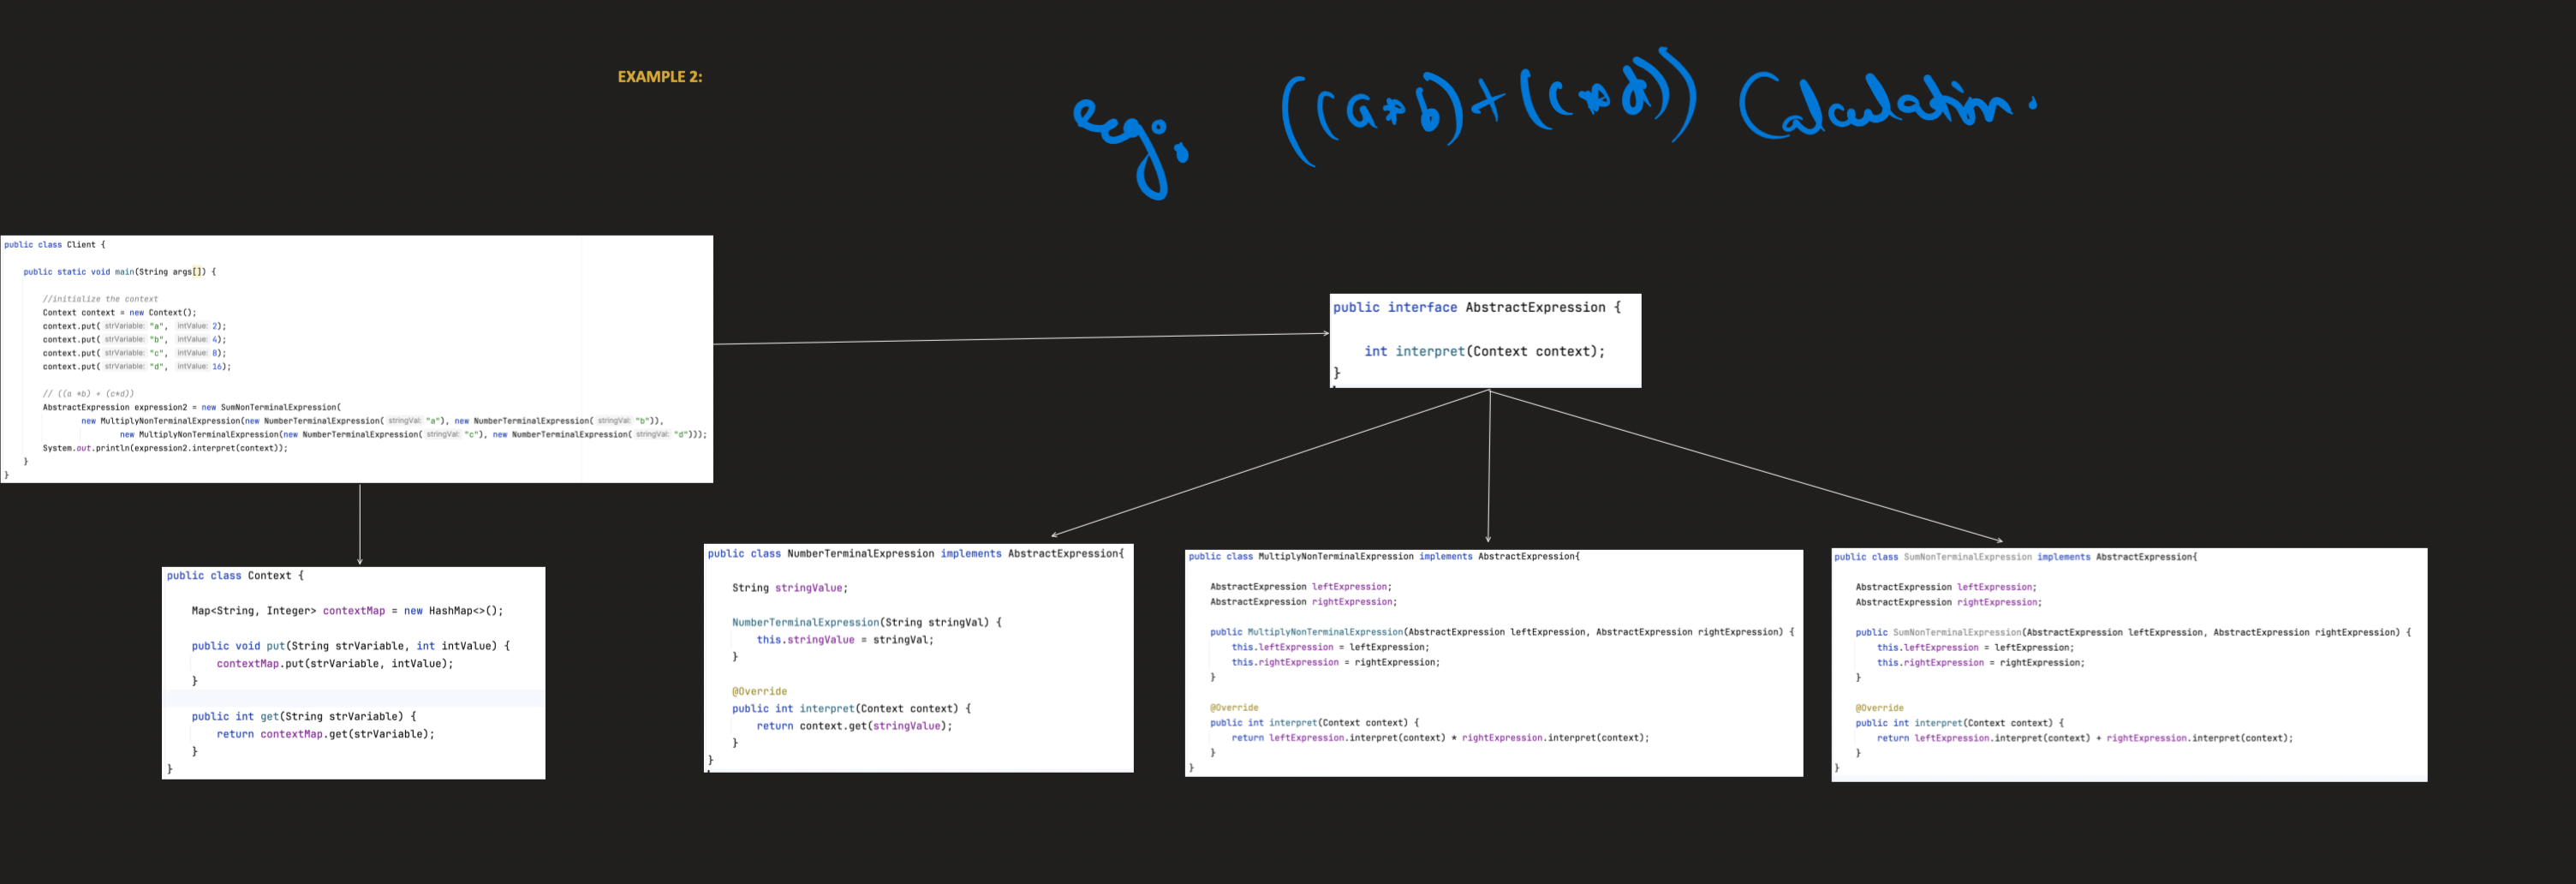 EXAMPLE 2:
eg: ((a*b)+(c*d)) Calculation.
public class Client {
public static void main(String args[]) {
//initialize the context
Context context = new Context();
context.put( strVariable: "a", intValue: 2);
context.put( strVariable: "b", intValue: 4);
context.put( strVariable: "c", intValue: 8);
context.put( strVariable: "d", intValue: 16);
// ((a *b) + (c*d))
AbstractExpression expression2 = new SumNonTerminalExpression(
new MultiplyNonTerminalExpression(new NumberTerminalExpression( stringVal: "a"), new NumberTerminalExpression( stringVal: "b")),
new MultiplyNonTerminalExpression(new NumberTerminalExpression( stringVal: "c"), new NumberTerminalExpression( stringVal: "d")));
System.out.println(expression2.interpret(context));
}
}
public interface AbstractExpression {
int interpret(Context context);
}
public class Context {
Map<String, Integer> contextMap = new HashMap<>();
public void put(String strVariable, int intValue) {
contextMap.put(strVariable, intValue);
}
public int get(String strVariable) {
return contextMap.get(strVariable);
}
}
public class NumberTerminalExpression implements AbstractExpression{
String stringValue;
NumberTerminalExpression(String stringVal) {
this.stringValue = stringVal;
}
@Override
public int interpret(Context context) {
return context.get(stringValue);
}
}
public class MultiplyNonTerminalExpression implements AbstractExpression{
AbstractExpression leftExpression;
AbstractExpression rightExpression;
public MultiplyNonTerminalExpression(AbstractExpression leftExpression, AbstractExpression rightExpression) {
this.leftExpression = leftExpression;
this.rightExpression = rightExpression;
}
@Override
public int interpret(Context context) {
return leftExpression.interpret(context) * rightExpression.interpret(context);
}
}
public class SumNonTerminalExpression implements AbstractExpression{
AbstractExpression leftExpression;
AbstractExpression rightExpression;
public SumNonTerminalExpression(AbstractExpression leftExpression, AbstractExpression rightExpression) {
this.leftExpression = leftExpression;
this.rightExpression = rightExpression;
}
@Override
public int interpret(Context context) {
return leftExpression.interpret(context) + rightExpression.interpret(context);
}
}